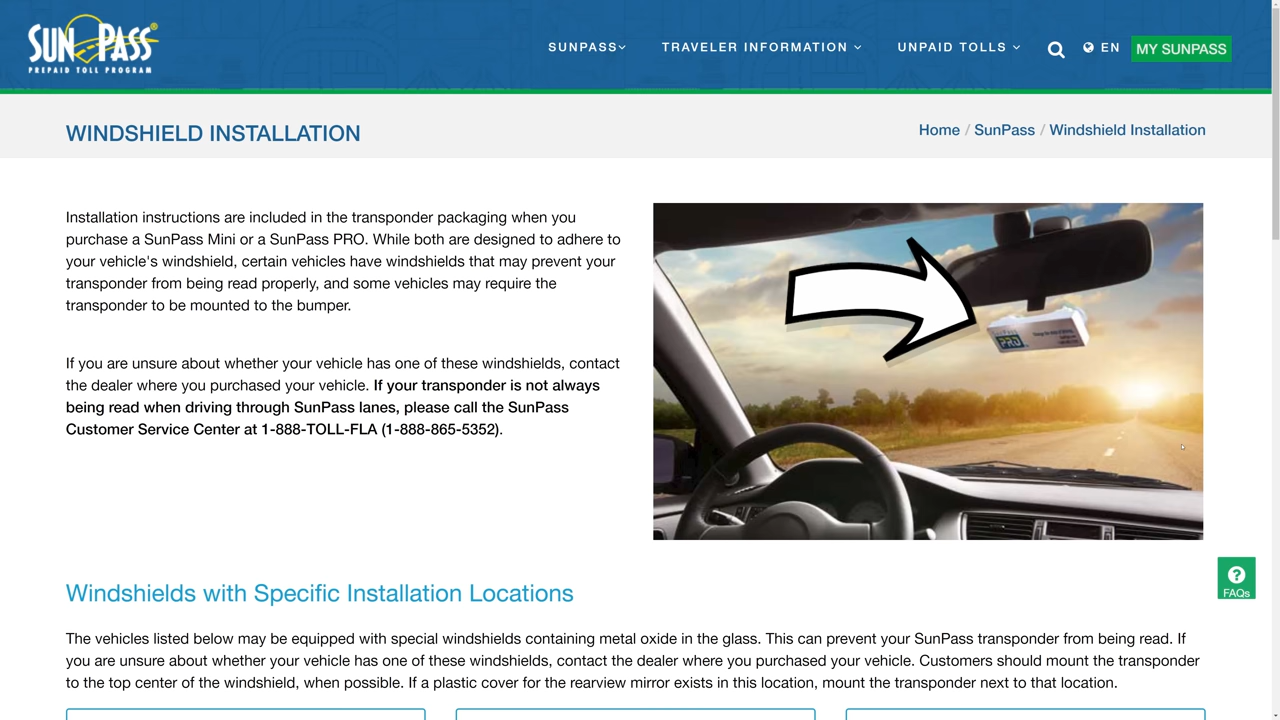 SUNPASS®
PREPAID TOLL PROGRAM
SUNPASS
TRAVELER INFORMATION
UNPAID TOLLS
EN
MY SUNPASS
WINDSHIELD INSTALLATION
Home / SunPass / Windshield Installation
Installation instructions are included in the transponder packaging when you
purchase a SunPass Mini or a SunPass PRO. While both are designed to adhere to
your vehicle's windshield, certain vehicles have windshields that may prevent your
transponder from being read properly, and some vehicles may require the
transponder to be mounted to the bumper.
If you are unsure about whether your vehicle has one of these windshields, contact
the dealer where you purchased your vehicle. If your transponder is not always
being read when driving through SunPass lanes, please call the SunPass
Customer Service Center at 1-888-TOLL-FLA (1-888-865-5352).
SunPass
PRO
FAQs
Windshields with Specific Installation Locations
The vehicles listed below may be equipped with special windshields containing metal oxide in the glass. This can prevent your SunPass transponder from being read. If
you are unsure about whether your vehicle has one of these windshields, contact the dealer where you purchased your vehicle. Customers should mount the transponder
to the top center of the windshield, when possible. If a plastic cover for the rearview mirror exists in this location, mount the transponder next to that location.